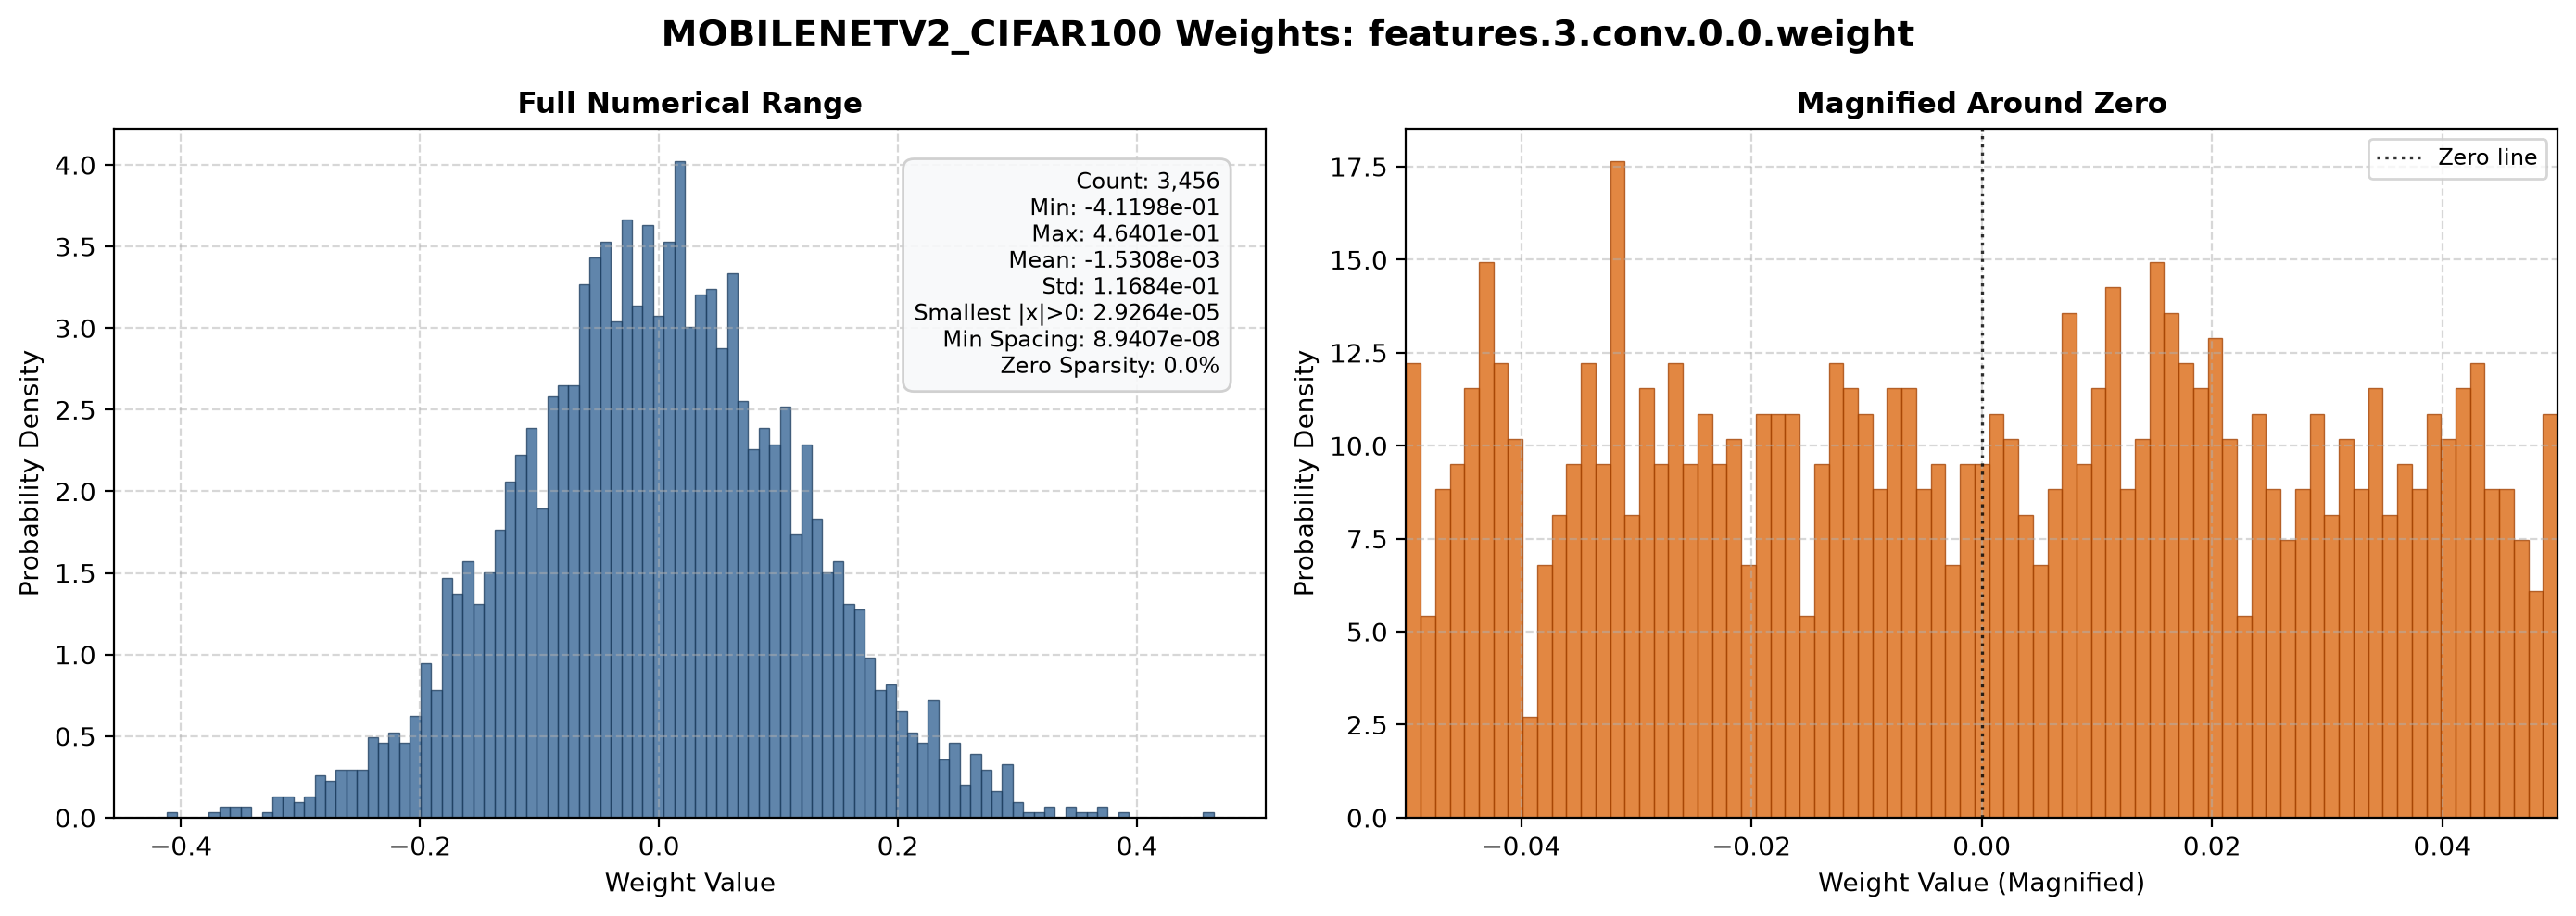 MOBILENETV2_CIFAR100 Weights: features.3.conv.0.0.weight
Full Numerical Range
Probability Density
4.0
3.5
3.0
2.5
2.0
1.5
1.0
0.5
0.0
Count: 3,456
Min: -4.1198e-01
Max: 4.6401e-01
Mean: -1.5308e-03
Std: 1.1684e-01
Smallest |x|>0: 2.9264e-05
Min Spacing: 8.9407e-08
Zero Sparsity: 0.0%
−0.4 −0.2 0.0 0.2 0.4
Weight Value
Magnified Around Zero
Probability Density
17.5
15.0
12.5
10.0
7.5
5.0
2.5
0.0
Zero line
−0.04 −0.02 0.00 0.02 0.04
Weight Value (Magnified)